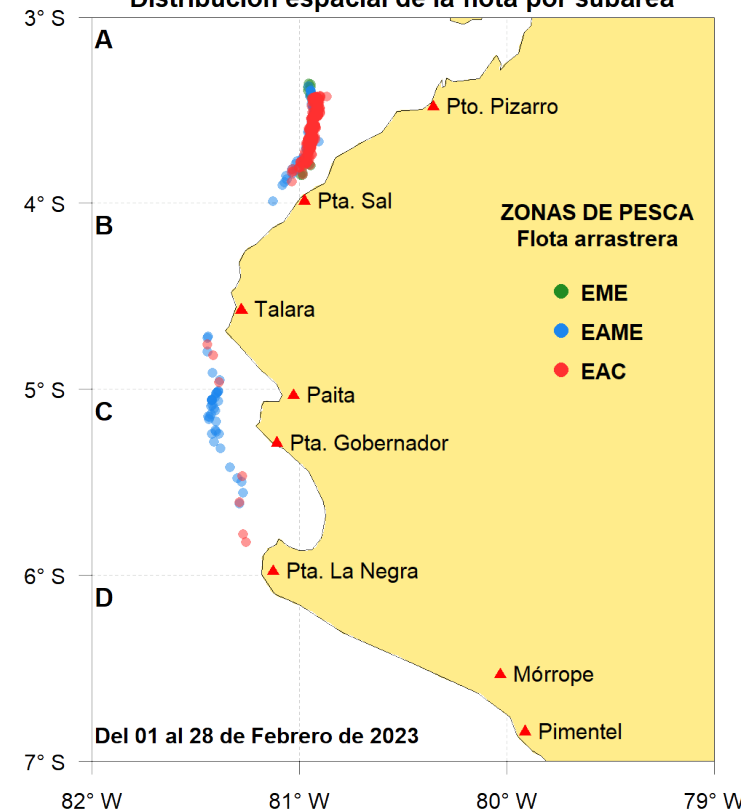 Distribución espacial de la flota por subárea
3° S
A
Pto. Pizarro
4° S
Pta. Sal
B
ZONAS DE PESCA
Flota arrastrera
EME
Talara
EAME
EAC
5° S
Paita
C
Pta. Gobernador
6° S
Pta. La Negra
D
Mórrope
Pimentel
Del 01 al 28 de Febrero de 2023
7° S
82° W
81° W
80° W
79° W